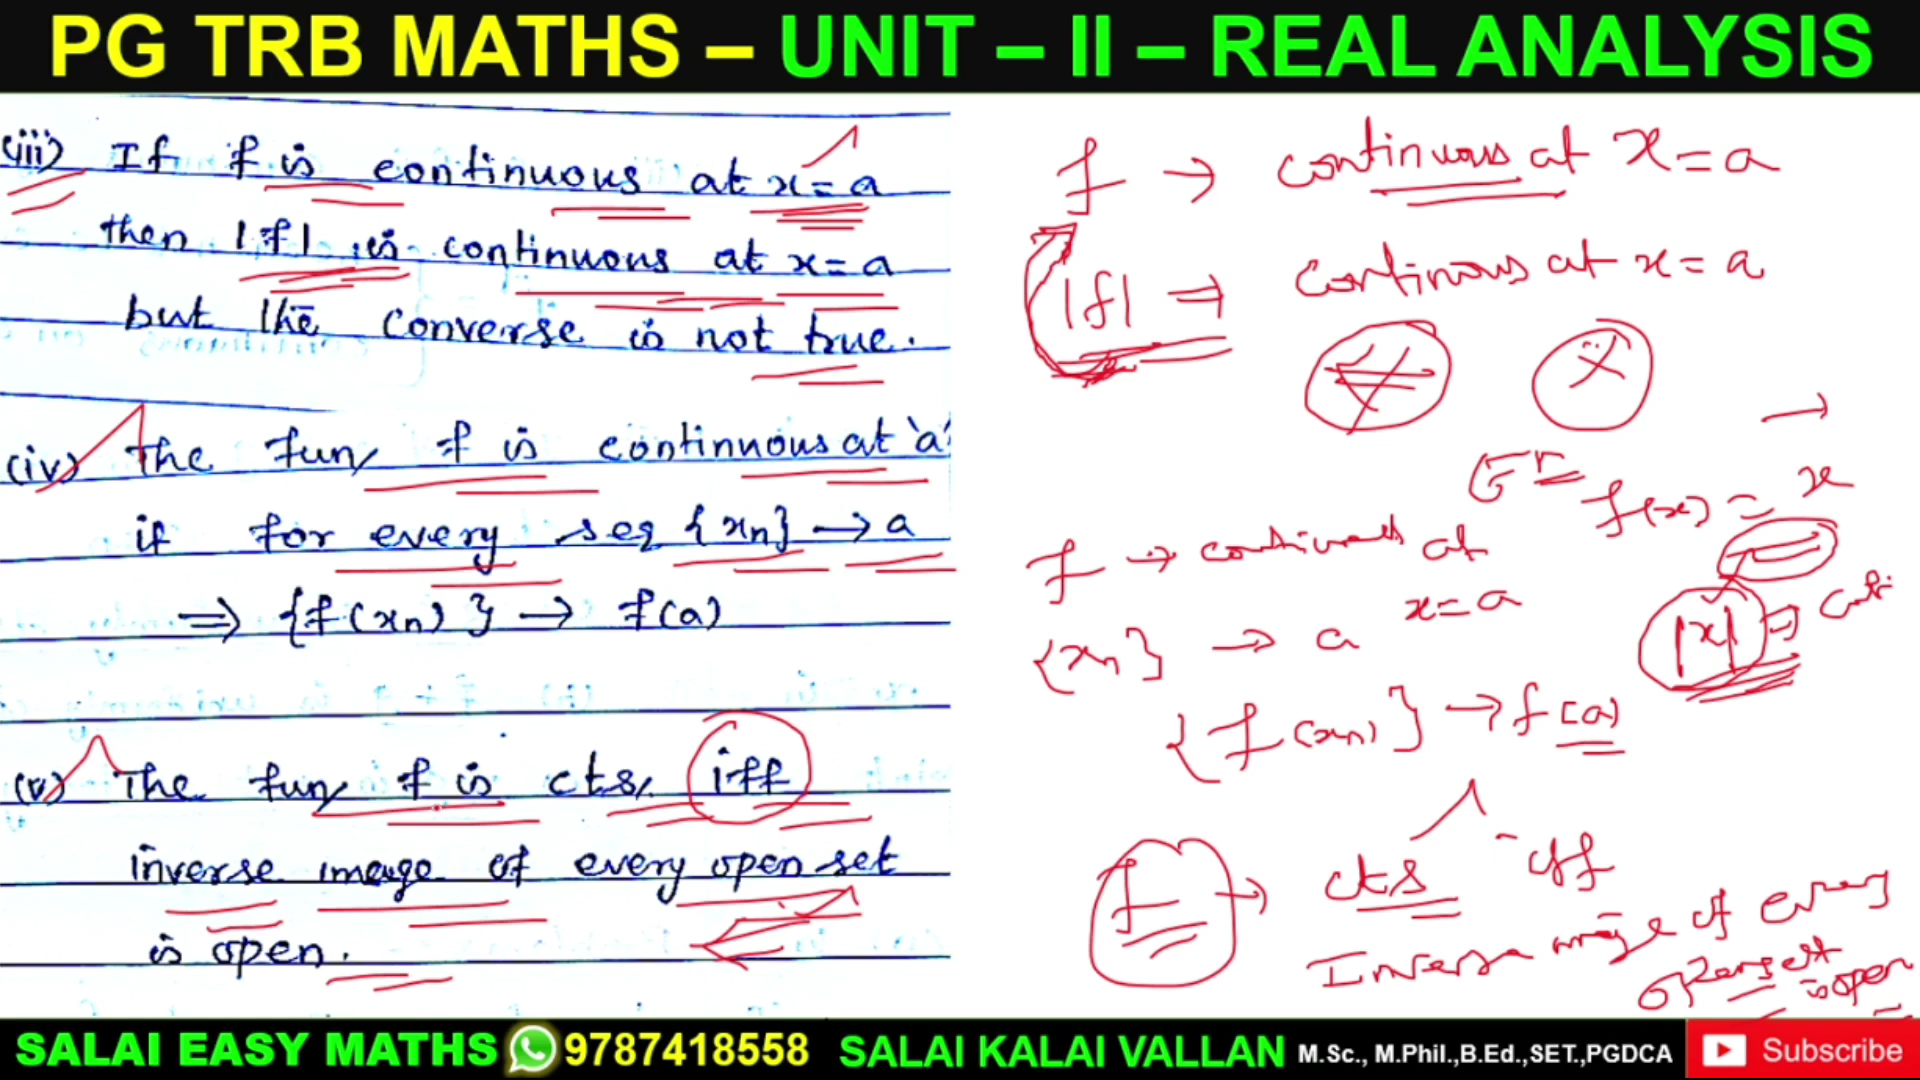 PG TRB MATHS – UNIT – II – REAL ANALYSIS
(iii) If f is continuous at x = a
then |f| is continuous at x = a
but the converse is not true.
(iv) The fun/ f is continuous at 'a'
if for every seq {xn} → a
⇒ {f(xn)} → f(a)
(v) The fun/ f is cts/ iff
inverse image of every open set
is open.
f → continuous at x = a
|f| ⇒ continuous at x = a
→
f(x) = x
f → continuous at
x = a
|x| ⇒
{xn} → a
{f(xn)} → f(a)
f → cts iff
Inverse image of every
open set
is open
SALAI EASY MATHS 9787418558 SALAI KALAI VALLAN M.Sc., M.Phil.,B.Ed.,SET.,PGDCA Subscribe